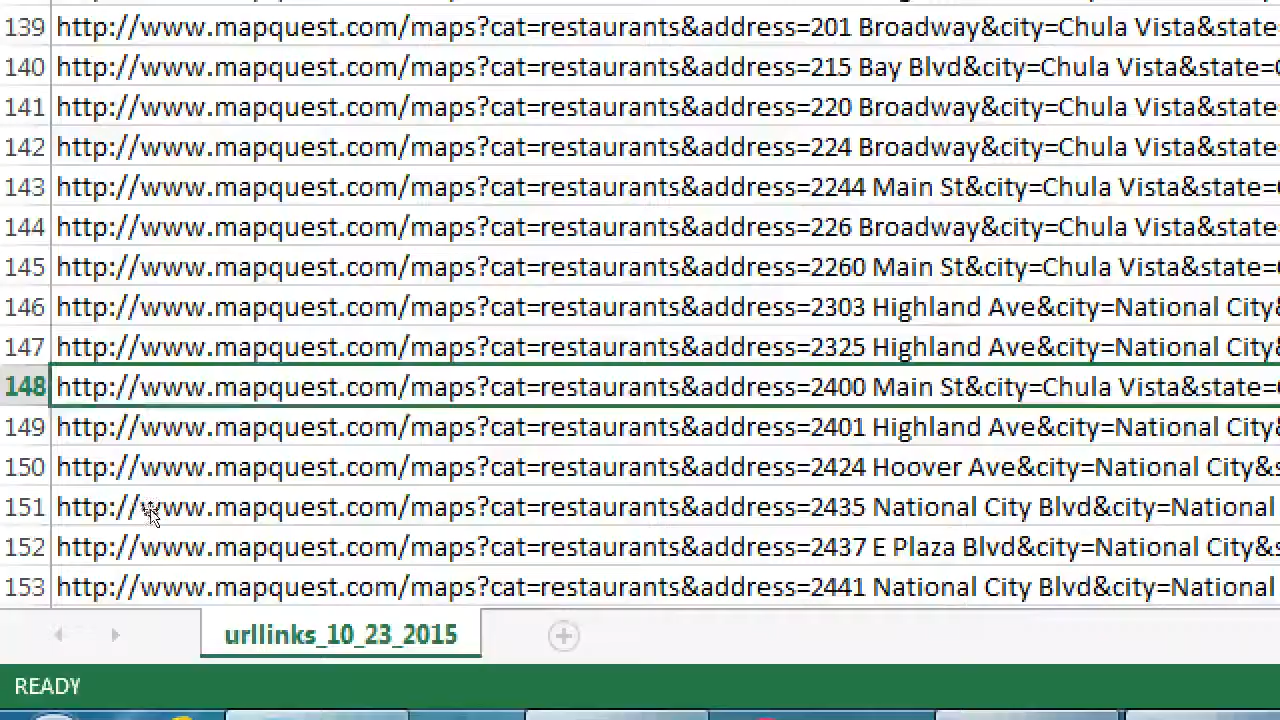 139 http://www.mapquest.com/maps?cat=restaurants&address=201 Broadway&city=Chula Vista&state
140 http://www.mapquest.com/maps?cat=restaurants&address=215 Bay Blvd&city=Chula Vista&state=
141 http://www.mapquest.com/maps?cat=restaurants&address=220 Broadway&city=Chula Vista&state
142 http://www.mapquest.com/maps?cat=restaurants&address=224 Broadway&city=Chula Vista&state
143 http://www.mapquest.com/maps?cat=restaurants&address=2244 Main St&city=Chula Vista&state=
144 http://www.mapquest.com/maps?cat=restaurants&address=226 Broadway&city=Chula Vista&state
145 http://www.mapquest.com/maps?cat=restaurants&address=2260 Main St&city=Chula Vista&state=
146 http://www.mapquest.com/maps?cat=restaurants&address=2303 Highland Ave&city=National City&
147 http://www.mapquest.com/maps?cat=restaurants&address=2325 Highland Ave&city=National City&
148 http://www.mapquest.com/maps?cat=restaurants&address=2400 Main St&city=Chula Vista&state=
149 http://www.mapquest.com/maps?cat=restaurants&address=2401 Highland Ave&city=National City&
150 http://www.mapquest.com/maps?cat=restaurants&address=2424 Hoover Ave&city=National City&s
151 http://www.mapquest.com/maps?cat=restaurants&address=2435 National City Blvd&city=National
152 http://www.mapquest.com/maps?cat=restaurants&address=2437 E Plaza Blvd&city=National City&s
153 http://www.mapquest.com/maps?cat=restaurants&address=2441 National City Blvd&city=National
urllinks_10_23_2015
READY